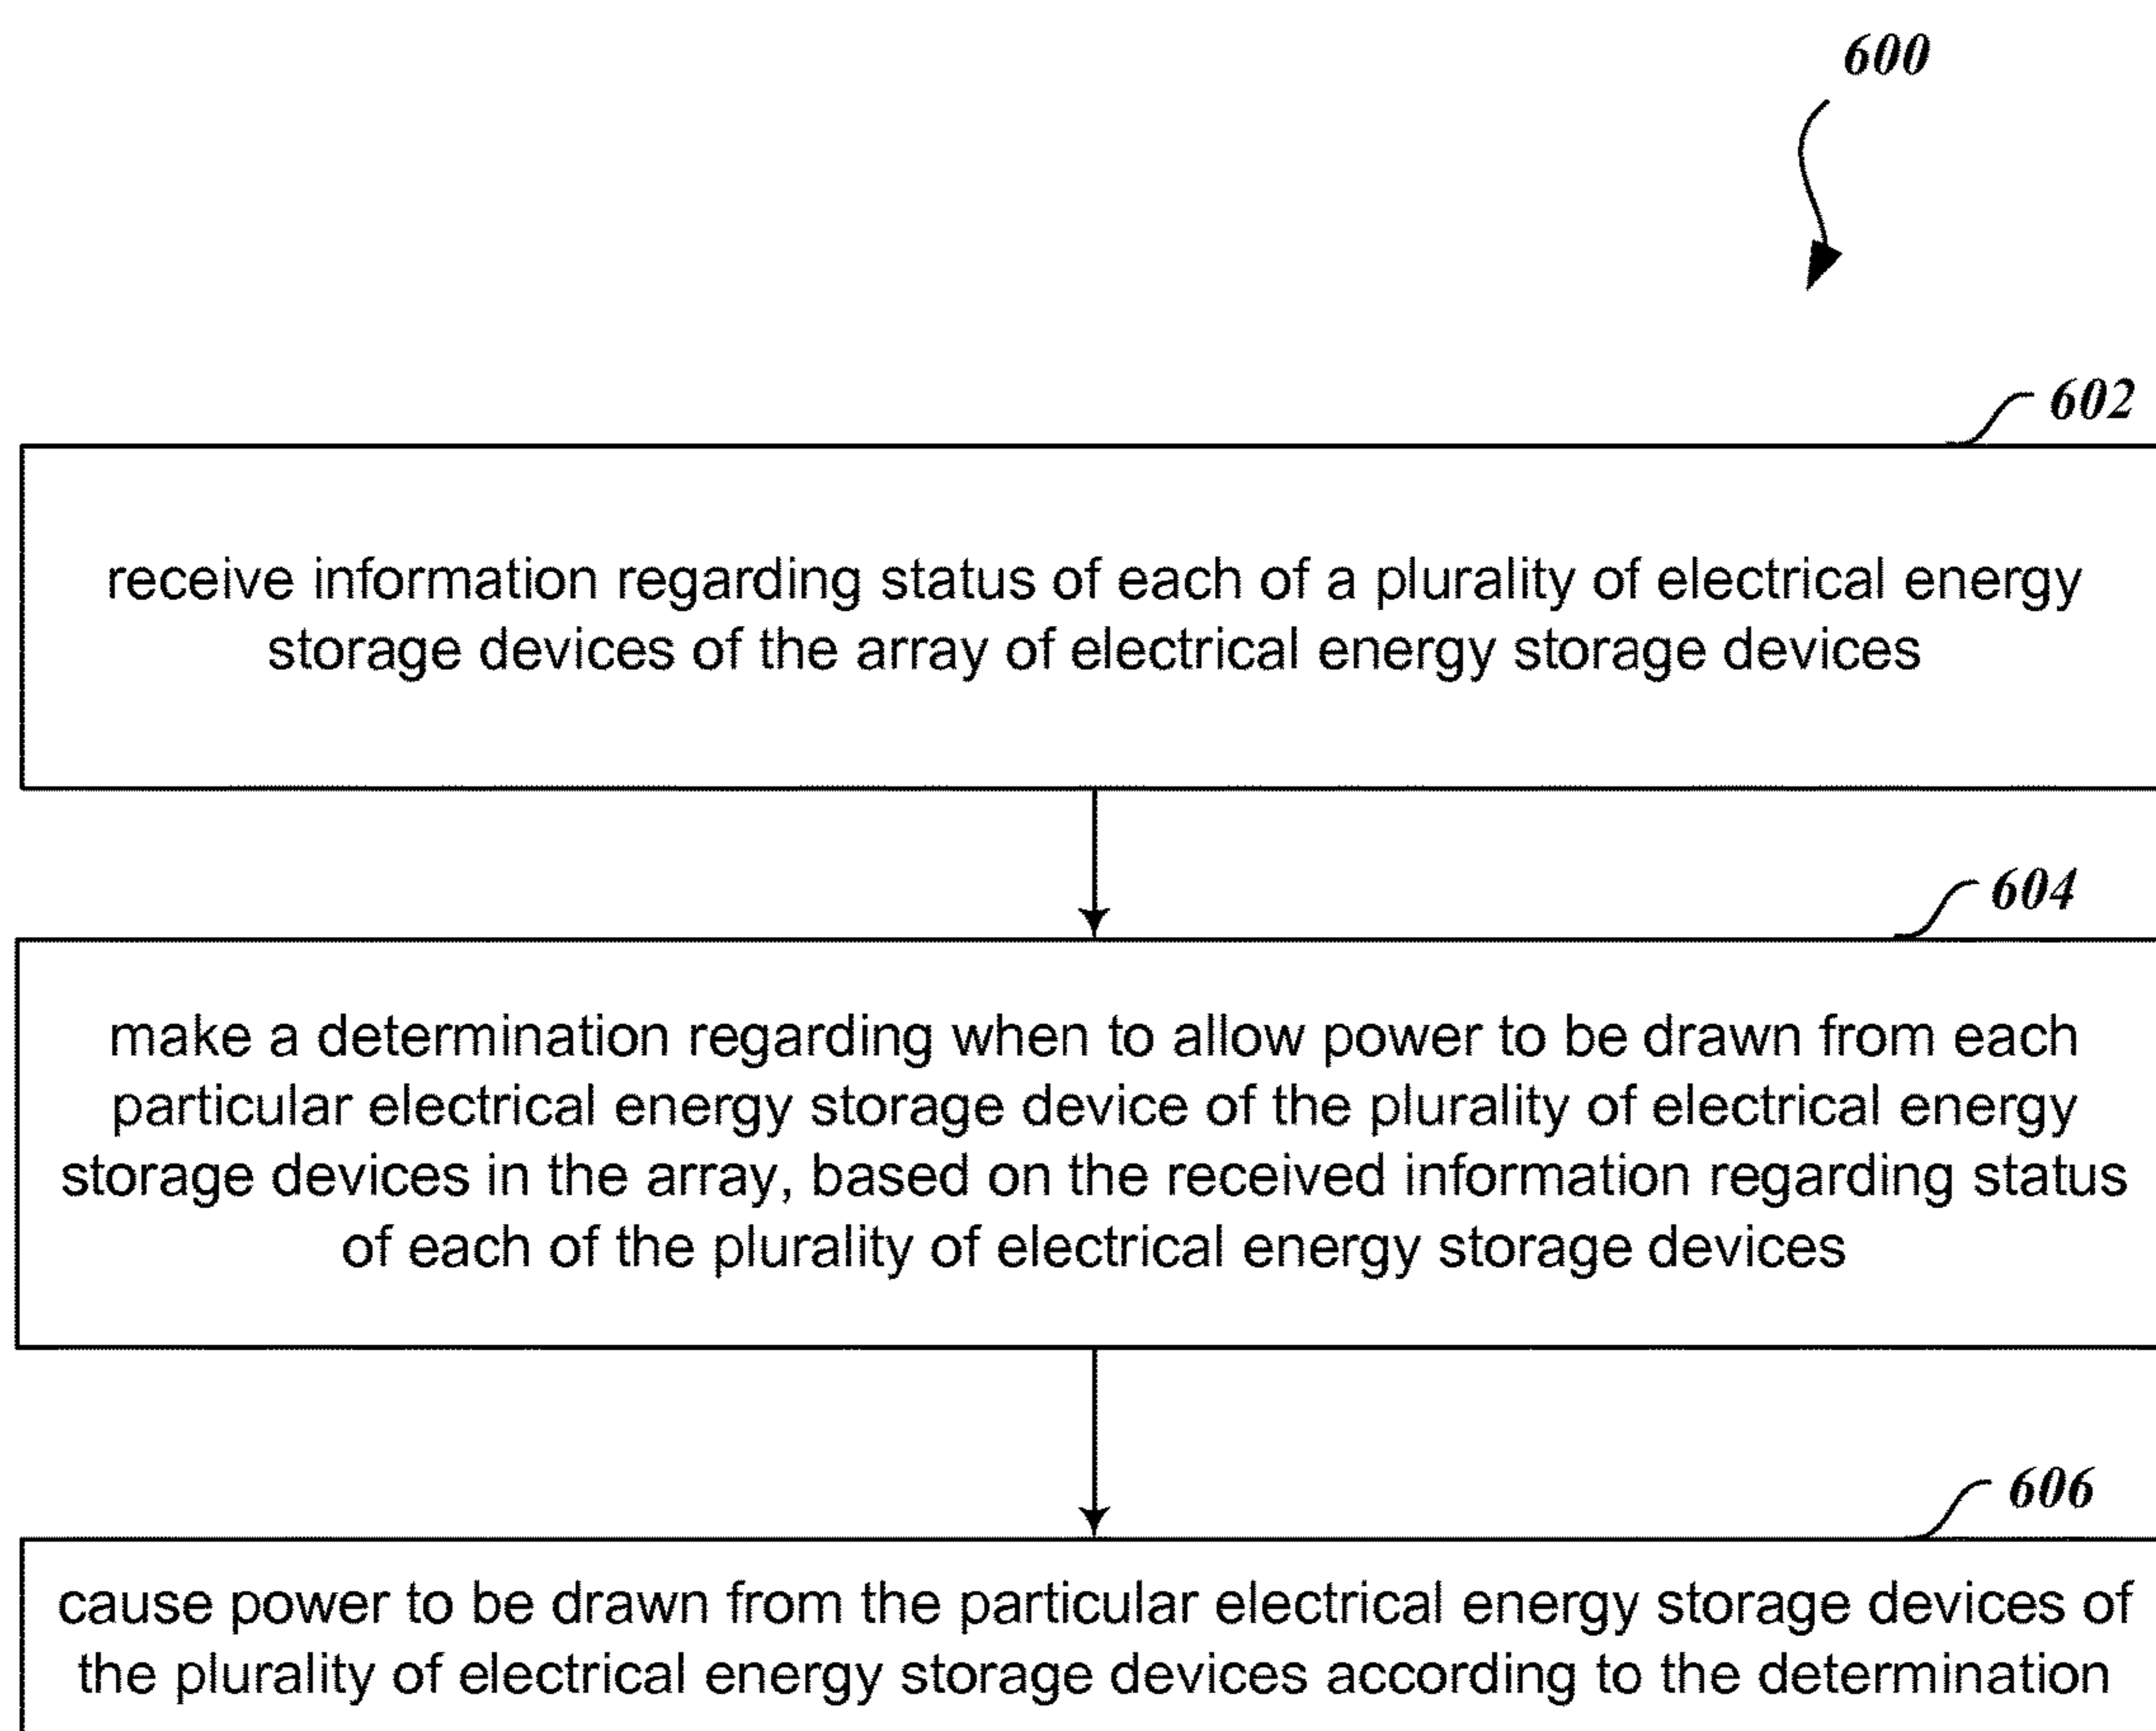 600
602
receive information regarding status of each of a plurality of electrical energy
storage devices of the array of electrical energy storage devices
604
make a determination regarding when to allow power to be drawn from each
particular electrical energy storage device of the plurality of electrical energy
storage devices in the array, based on the received information regarding status
of each of the plurality of electrical energy storage devices
606
cause power to be drawn from the particular electrical energy storage devices of
the plurality of electrical energy storage devices according to the determination